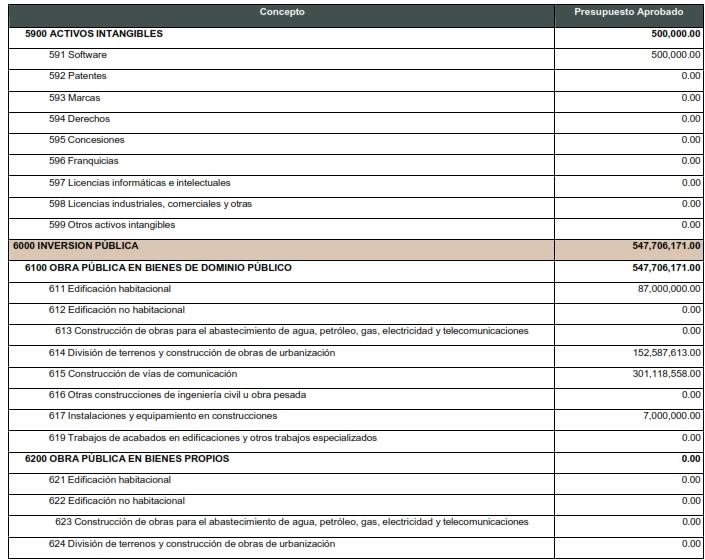 Concepto Presupuesto Aprobado
5900 ACTIVOS INTANGIBLES 500,000.00
591 Software 500,000.00
592 Patentes 0.00
593 Marcas 0.00
594 Derechos 0.00
595 Concesiones 0.00
596 Franquicias 0.00
597 Licencias informáticas e intelectuales 0.00
598 Licencias industriales, comerciales y otras 0.00
599 Otros activos intangibles 0.00
6000 INVERSION PÚBLICA 547,706,171.00
6100 OBRA PÚBLICA EN BIENES DE DOMINIO PÚBLICO 547,706,171.00
611 Edificación habitacional 87,000,000.00
612 Edificación no habitacional 0.00
613 Construcción de obras para el abastecimiento de agua, petróleo, gas, electricidad y telecomunicaciones 0.00
614 División de terrenos y construcción de obras de urbanización 152,587,613.00
615 Construcción de vías de comunicación 301,118,558.00
616 Otras construcciones de ingeniería civil u obra pesada 0.00
617 Instalaciones y equipamiento en construcciones 7,000,000.00
619 Trabajos de acabados en edificaciones y otros trabajos especializados 0.00
6200 OBRA PÚBLICA EN BIENES PROPIOS 0.00
621 Edificación habitacional 0.00
622 Edificación no habitacional 0.00
623 Construcción de obras para el abastecimiento de agua, petróleo, gas, electricidad y telecomunicaciones 0.00
624 División de terrenos y construcción de obras de urbanización 0.00